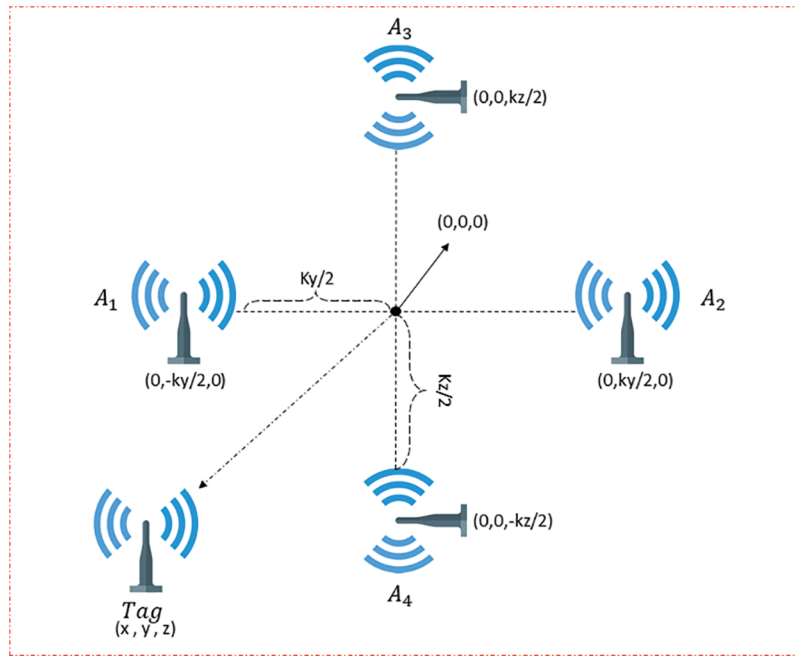 A₃
(0,0,kz/2)
(0,0,0)
Ky/2
A₁
A₂
(0,-ky/2,0)
(0,ky/2,0)
Kz/2
(0,0,-kz/2)
A₄
Tag
(x , y , z)